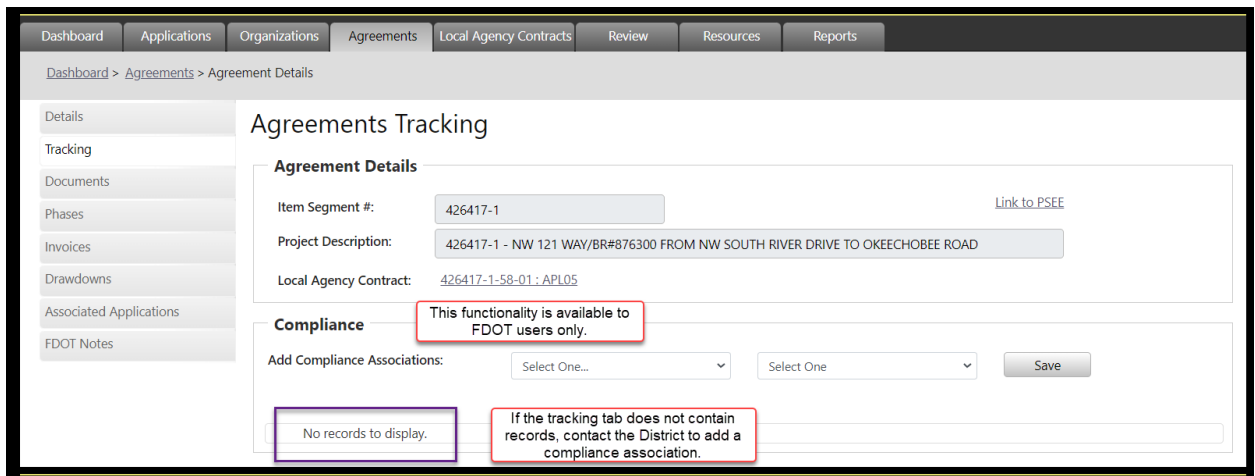 Dashboard Applications Organizations Agreements Local Agency Contracts Review Resources Reports
Dashboard > Agreements > Agreement Details
Details
Tracking
Documents
Phases
Invoices
Drawdowns
Associated Applications
FDOT Notes
Agreements Tracking
Agreement Details
Item Segment #: 426417-1 Link to PSEE
Project Description: 426417-1 - NW 121 WAY/BR#876300 FROM NW SOUTH RIVER DRIVE TO OKEECHOBEE ROAD
Local Agency Contract: 426417-1-58-01 : APL05
This functionality is available to
FDOT users only.
Compliance
Add Compliance Associations: Select One... Select One Save
No records to display.
If the tracking tab does not contain
records, contact the District to add a
compliance association.